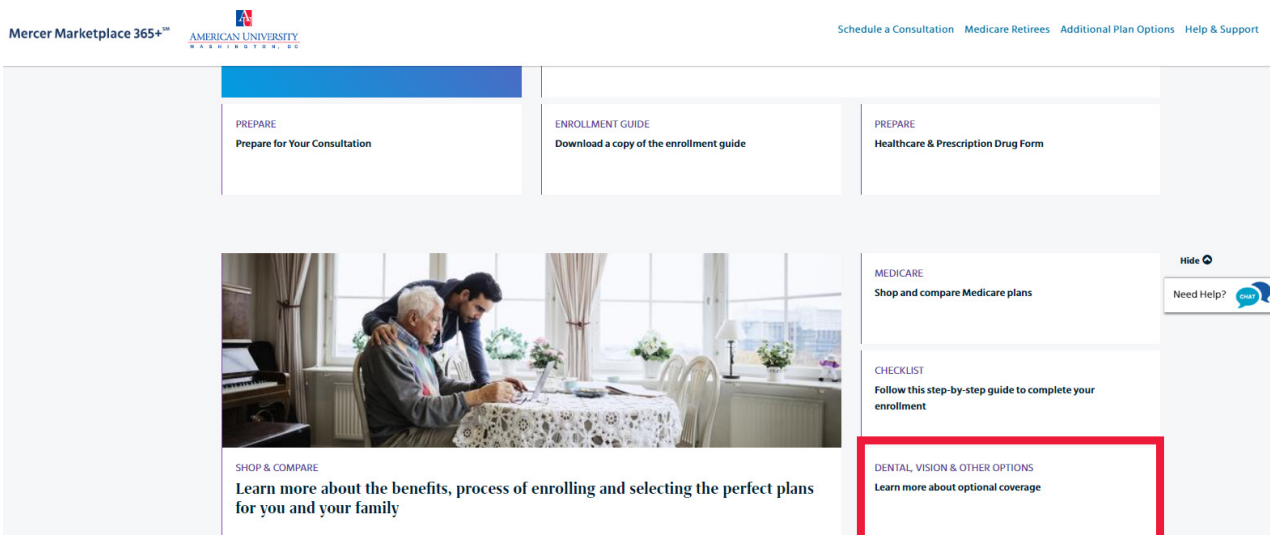 Mercer Marketplace 365+℠
AMERICAN UNIVERSITY
WASHINGTON, DC
Schedule a Consultation Medicare Retirees Additional Plan Options Help & Support
PREPARE
Prepare for Your Consultation
ENROLLMENT GUIDE
Download a copy of the enrollment guide
PREPARE
Healthcare & Prescription Drug Form
Hide
Need Help? CHAT
MEDICARE
Shop and compare Medicare plans
CHECKLIST
Follow this step-by-step guide to complete your
enrollment
SHOP & COMPARE
Learn more about the benefits, process of enrolling and selecting the perfect plans
for you and your family
DENTAL, VISION & OTHER OPTIONS
Learn more about optional coverage